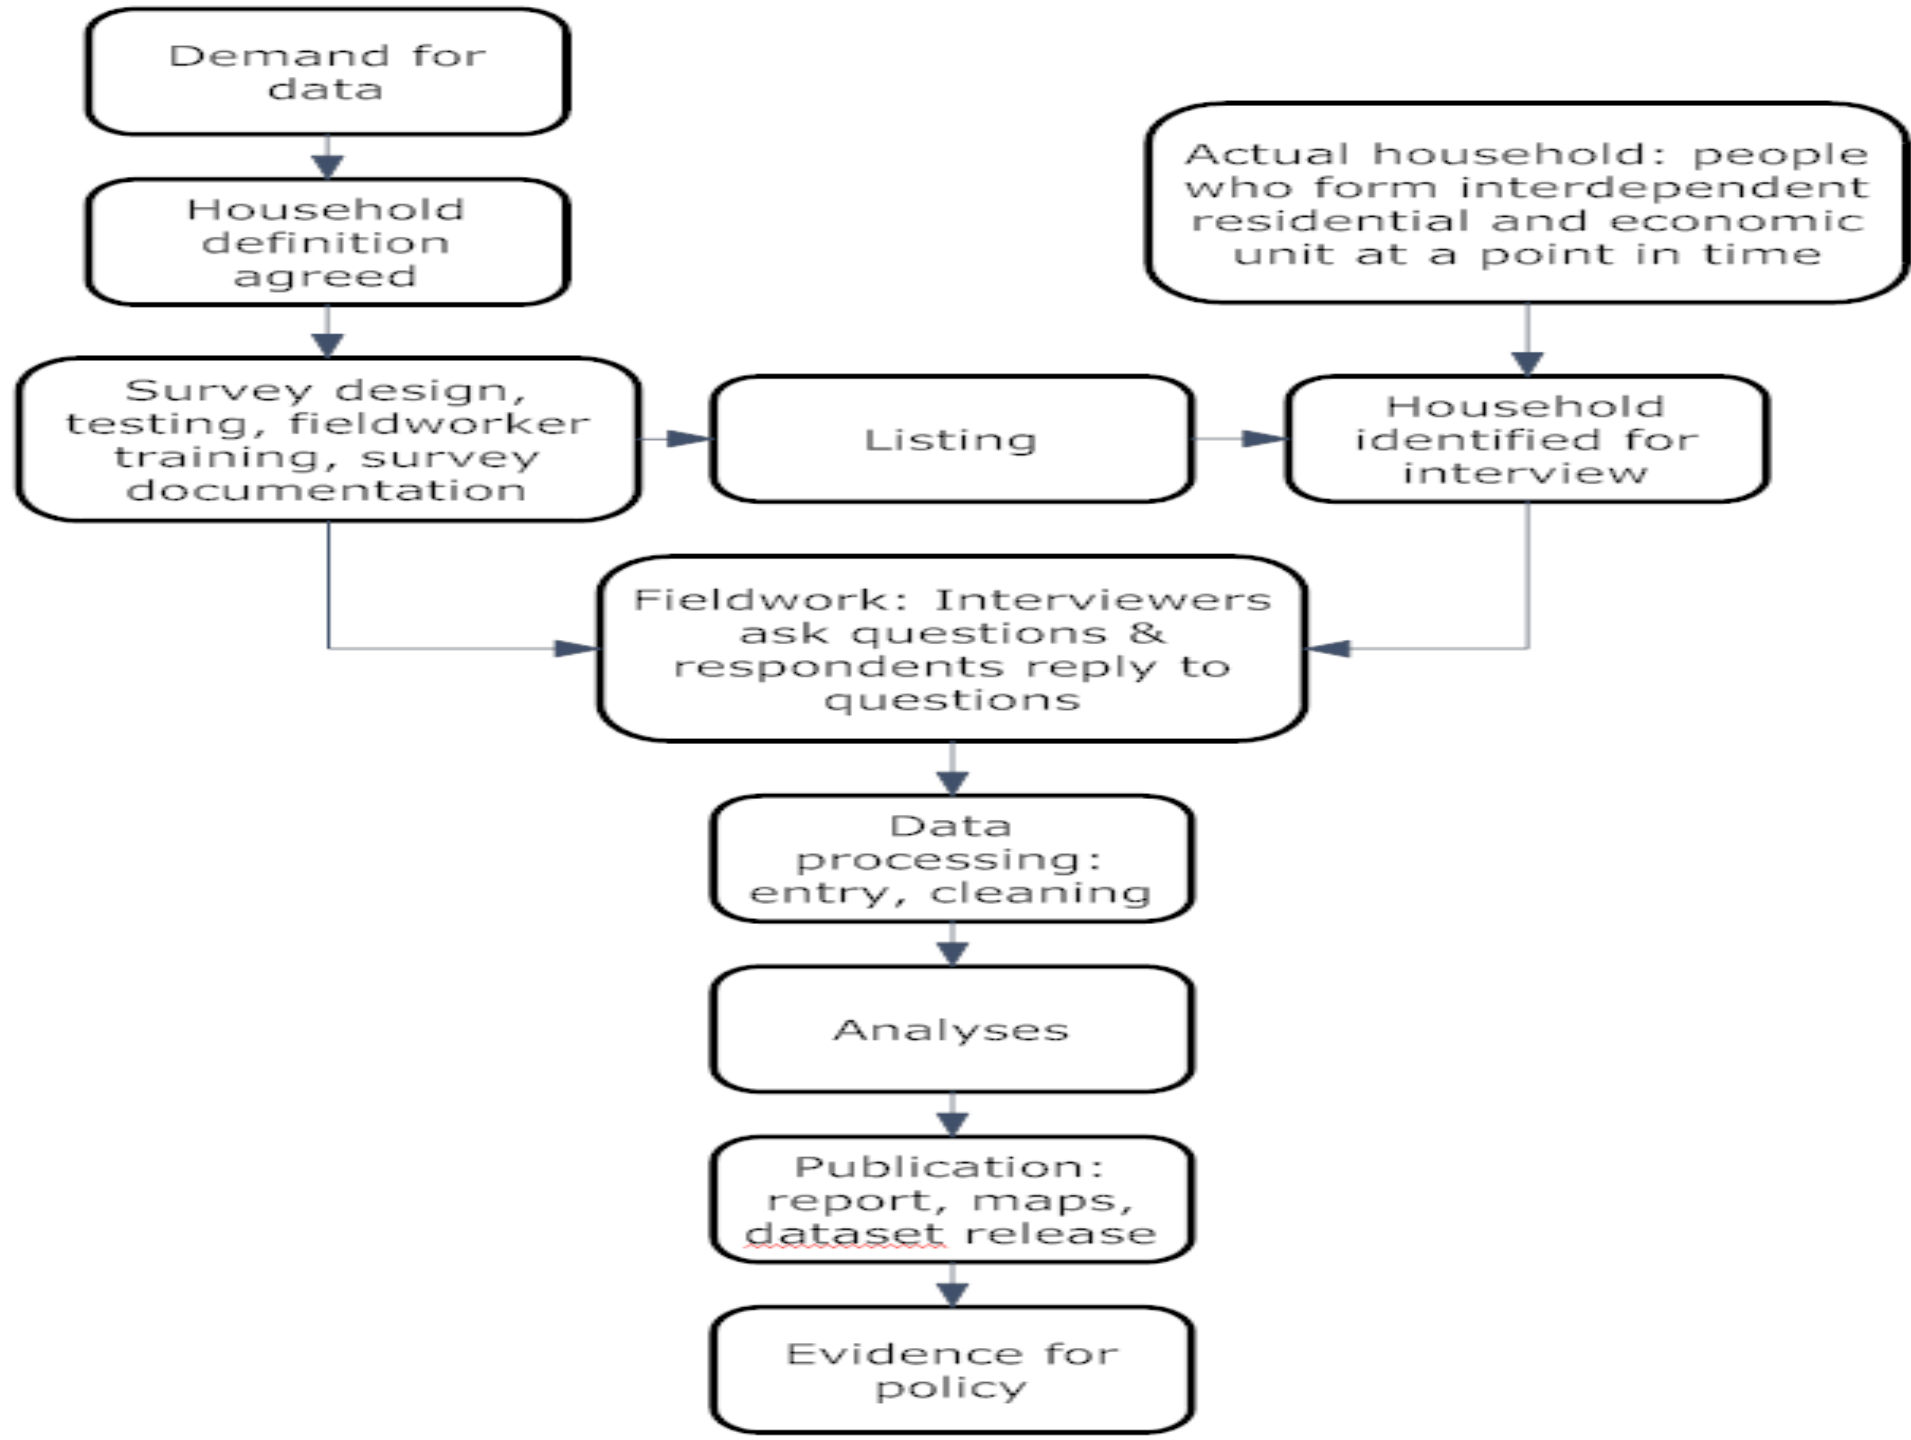 Demand for
data
Household
definition
agreed
Actual household: people
who form interdependent
residential and economic
unit at a point in time
Survey design,
testing, fieldworker
training, survey
documentation
Listing
Household
identified for
interview
Fieldwork: Interviewers
ask questions &
respondents reply to
questions
Data
processing:
entry, cleaning
Analyses
Publication:
report, maps,
dataset release
Evidence for
policy